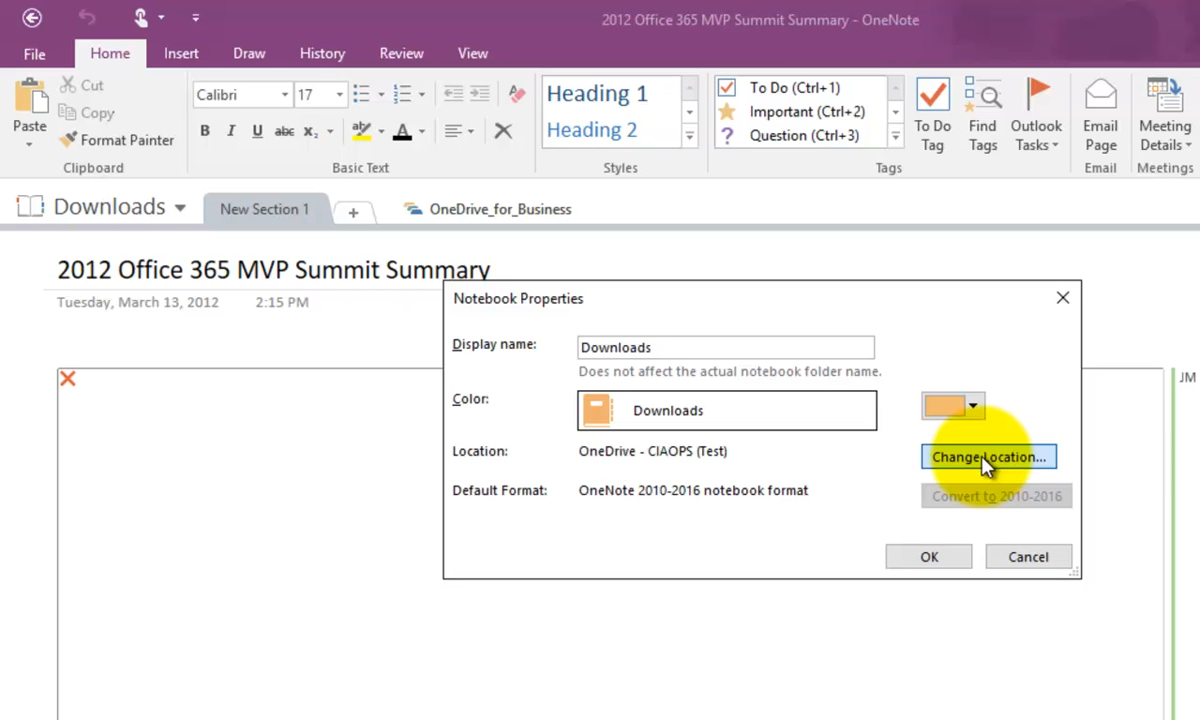 2012 Office 365 MVP Summit Summary - OneNote
File Home Insert Draw History Review View
Paste
Cut
Copy
Format Painter
Clipboard
Calibri 17
B I U abc X₂ A
Basic Text
Heading 1
Heading 2
Styles
To Do (Ctrl+1)
Important (Ctrl+2)
? Question (Ctrl+3)
Tags
To Do Tag
Find Tags
Outlook Tasks
Email Page
Email
Meeting Details
Meetings
Downloads New Section 1 + OneDrive_for_Business
2012 Office 365 MVP Summit Summary
Tuesday, March 13, 2012 2:15 PM
JM
Notebook Properties
Display name: Downloads
Does not affect the actual notebook folder name.
Color: Downloads
Location: OneDrive - CIAOPS (Test) Change Location...
Default Format: OneNote 2010-2016 notebook format Convert to 2010-2016
OK Cancel